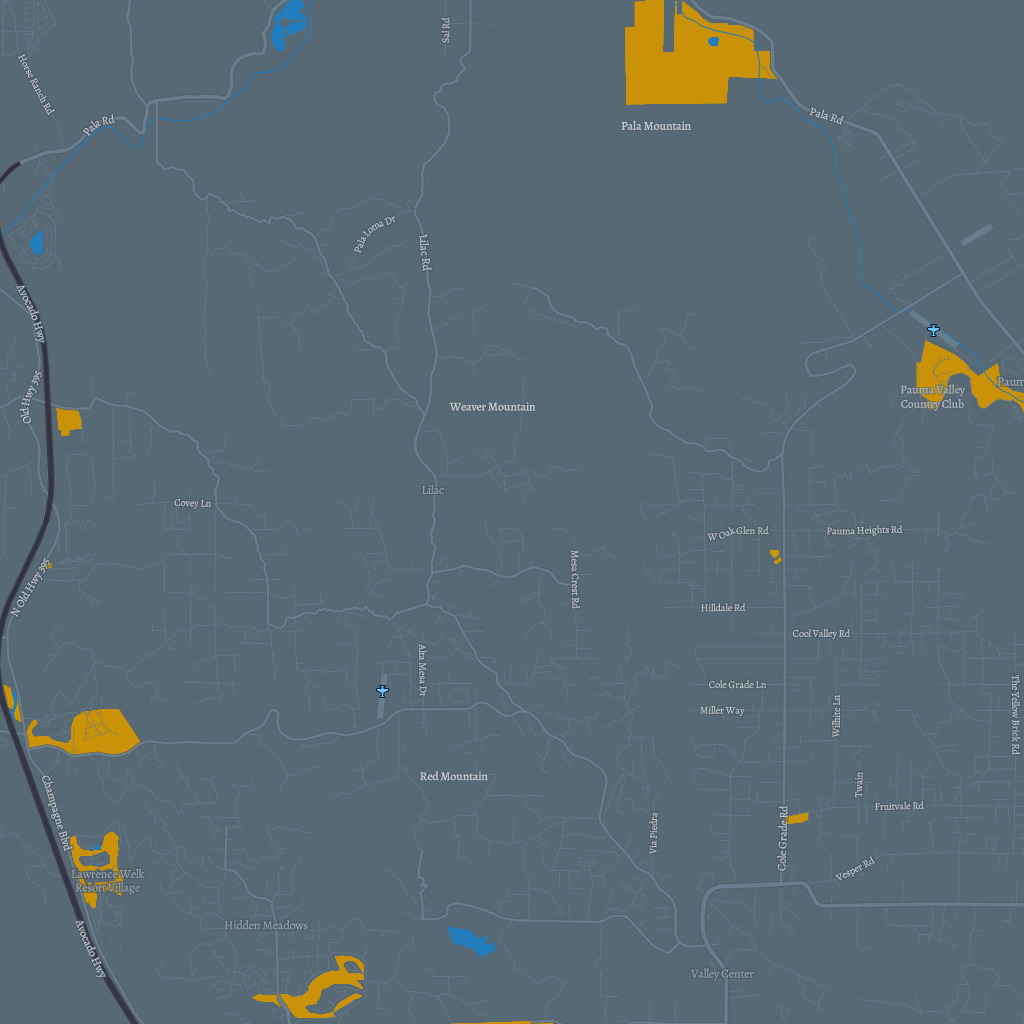 Sal Rd
Horse Ranch Rd
Pala Rd
Pala Rd
Pala Mountain
Pala Loma Dr
Lilac Rd
Avocado Hwy
Old Hwy 395
Pauma Valley
Country Club
Weaver Mountain
Lilac
Covey Ln
W Oak Glen Rd
Pauma Heights Rd
N Old Hwy 395
Mesa Crest Rd
Hilldale Rd
Cool Valley Rd
Alta Mesa Dr
Cole Grade Ln
Miller Way
Wilhite Ln
The Yellow Brick Rd
Red Mountain
Twain
Champagne Blvd
Via Piedra
Cole Grade Rd
Fruitvale Rd
Vesper Rd
Lawrence Welk
Resort Village
Hidden Meadows
Avocado Hwy
Valley Center